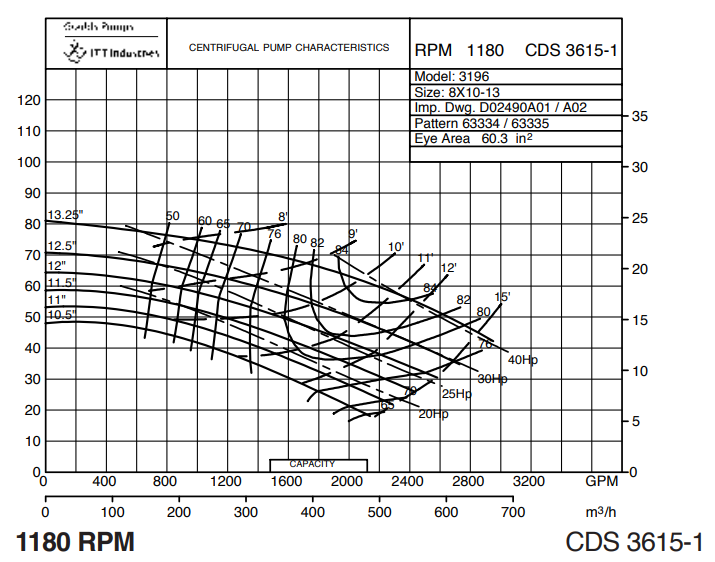 Goulds Pumps
ITT Industries
CENTRIFUGAL PUMP CHARACTERISTICS
RPM 1180 CDS 3615-1
Model: 3196
Size: 8X10-13
Imp. Dwg. D02490A01 / A02
Pattern 63334 / 63335
Eye Area 60.3 in²
120
110
100
90
80
70
60
50
40
30
20
10
0
35
30
25
20
15
10
5
0
13.25"
12.5"
12"
11.5"
11"
10.5"
50
60
65
70
76
8'
80
82
84
9'
10'
11'
12'
84
82
15'
80
76
70
65
40Hp
30Hp
25Hp
20Hp
CAPACITY
0 400 800 1200 1600 2000 2400 2800 3200 GPM
0 100 200 300 400 500 600 700 m³/h
1180 RPM CDS 3615-1